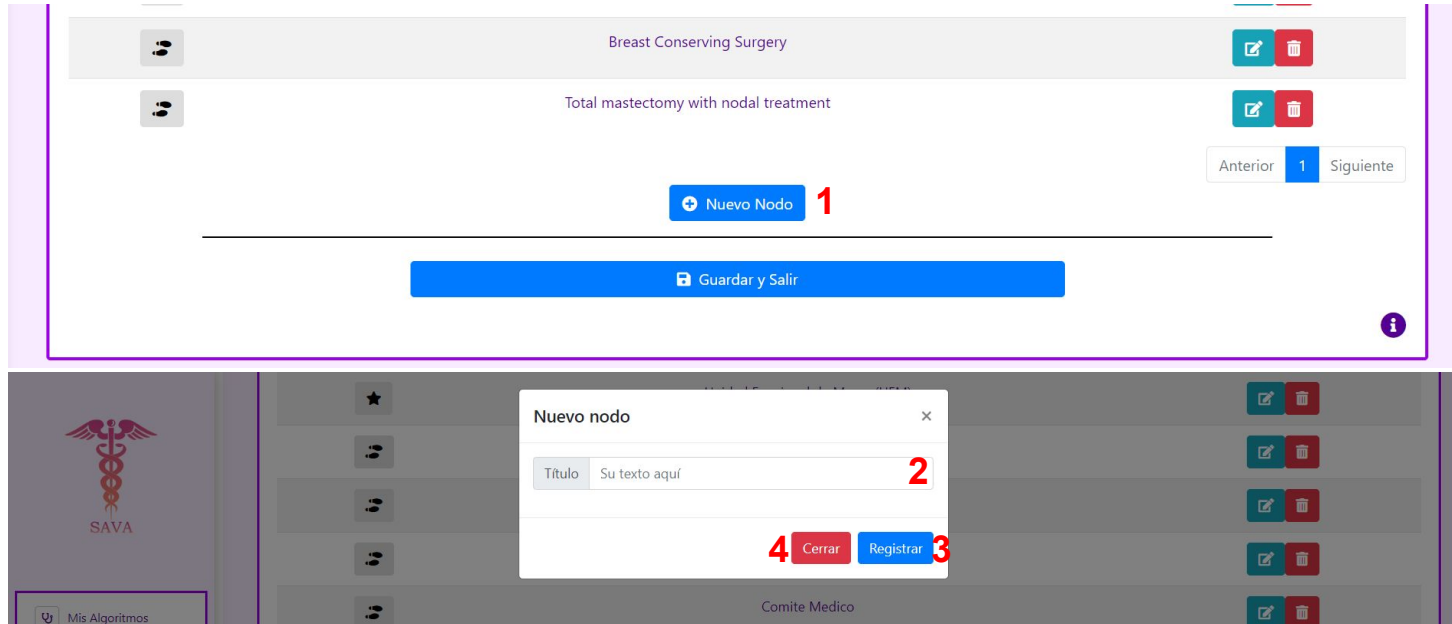 Breast Conserving Surgery
Total mastectomy with nodal treatment
Anterior 1 Siguiente
Nuevo Nodo 1
Guardar y Salir
Nuevo nodo ×
Título Su texto aquí 2
4 Cerrar Registrar 3
SAVA
Comite Medico
Mis Algoritmos